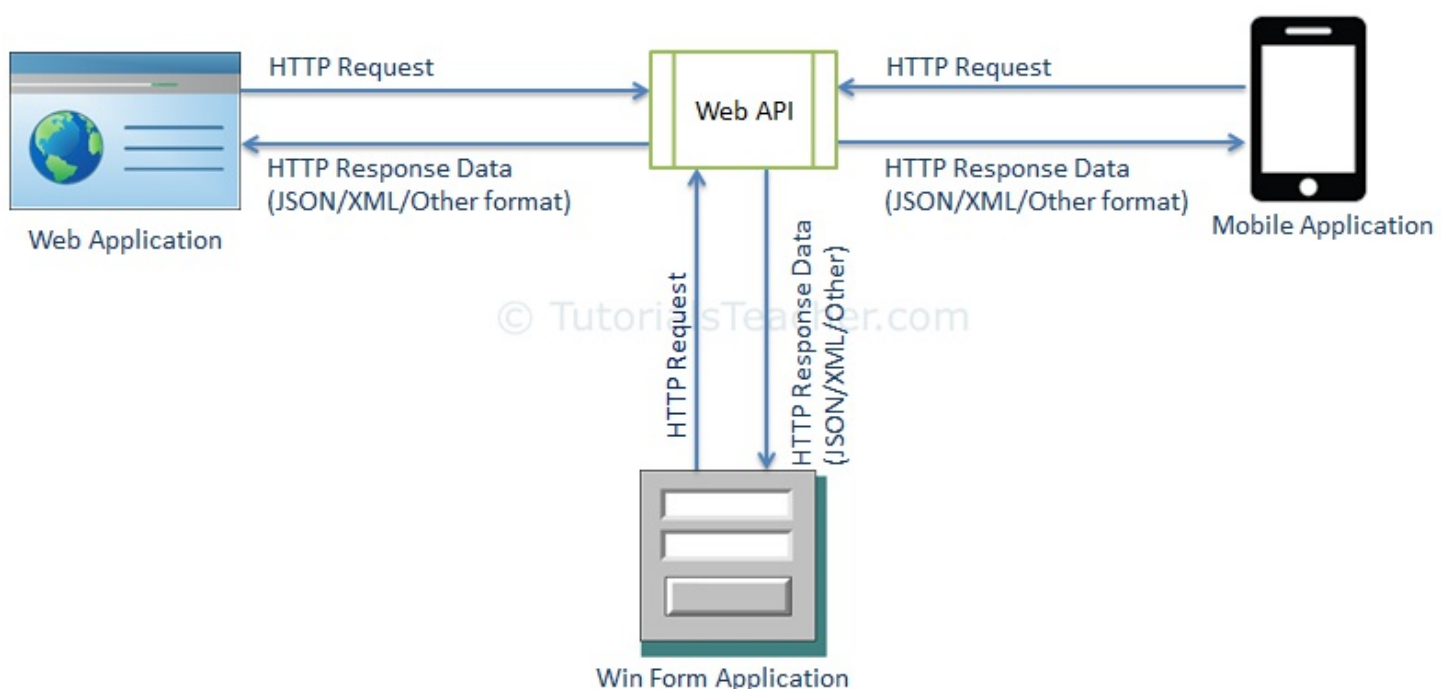 HTTP Request
HTTP Request
Web API
HTTP Response Data
(JSON/XML/Other format)
HTTP Response Data
(JSON/XML/Other format)
Web Application
Mobile Application
HTTP Request
HTTP Response Data
(JSON/XML/Other)
© TutorialsTeacher.com
Win Form Application